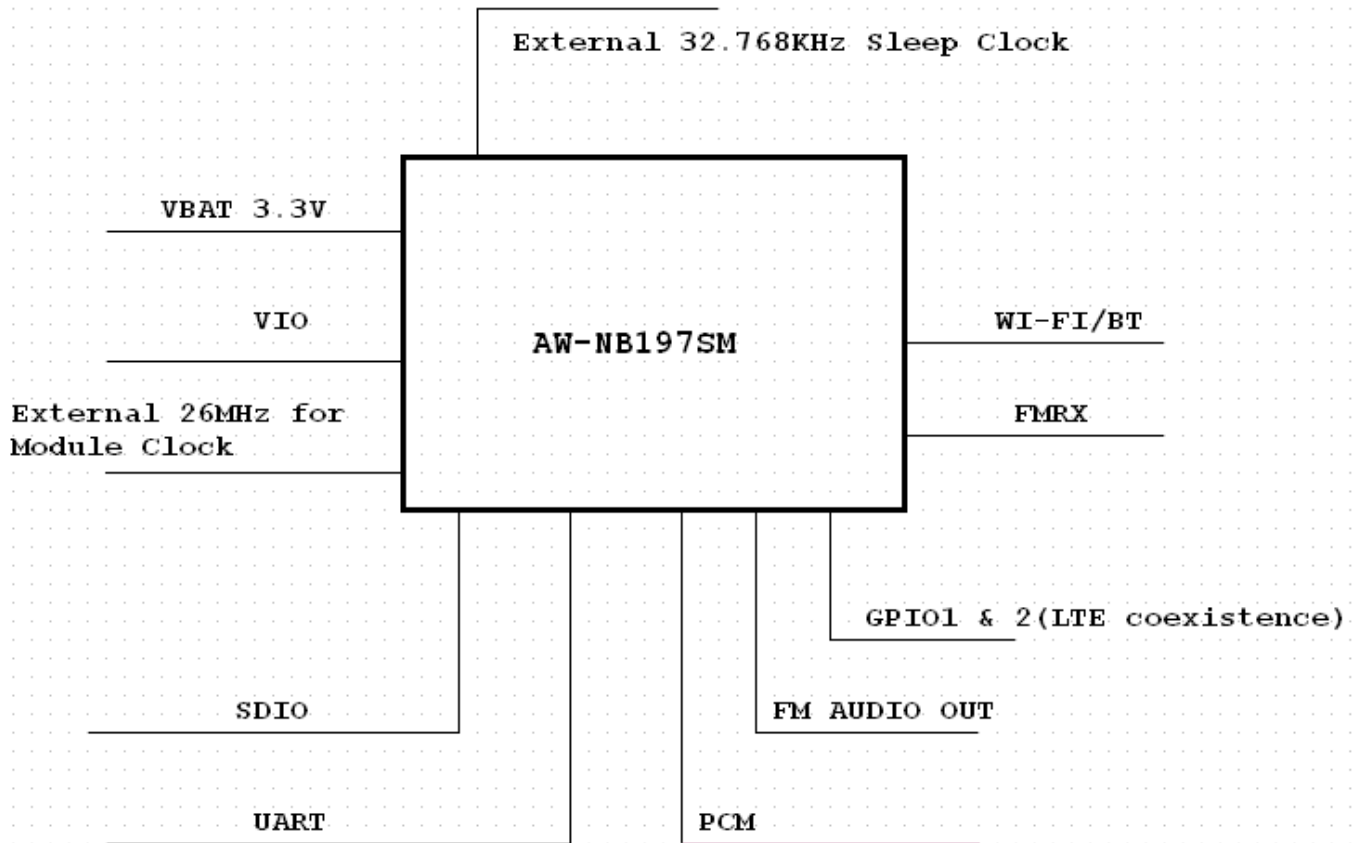 External 32.768KHz Sleep Clock
VBAT 3.3V
VIO
AW-NB197SM
WI-FI/BT
External 26MHz for
Module Clock
FMRX
GPIO1 & 2(LTE coexistence)
SDIO
FM AUDIO OUT
UART
PCM